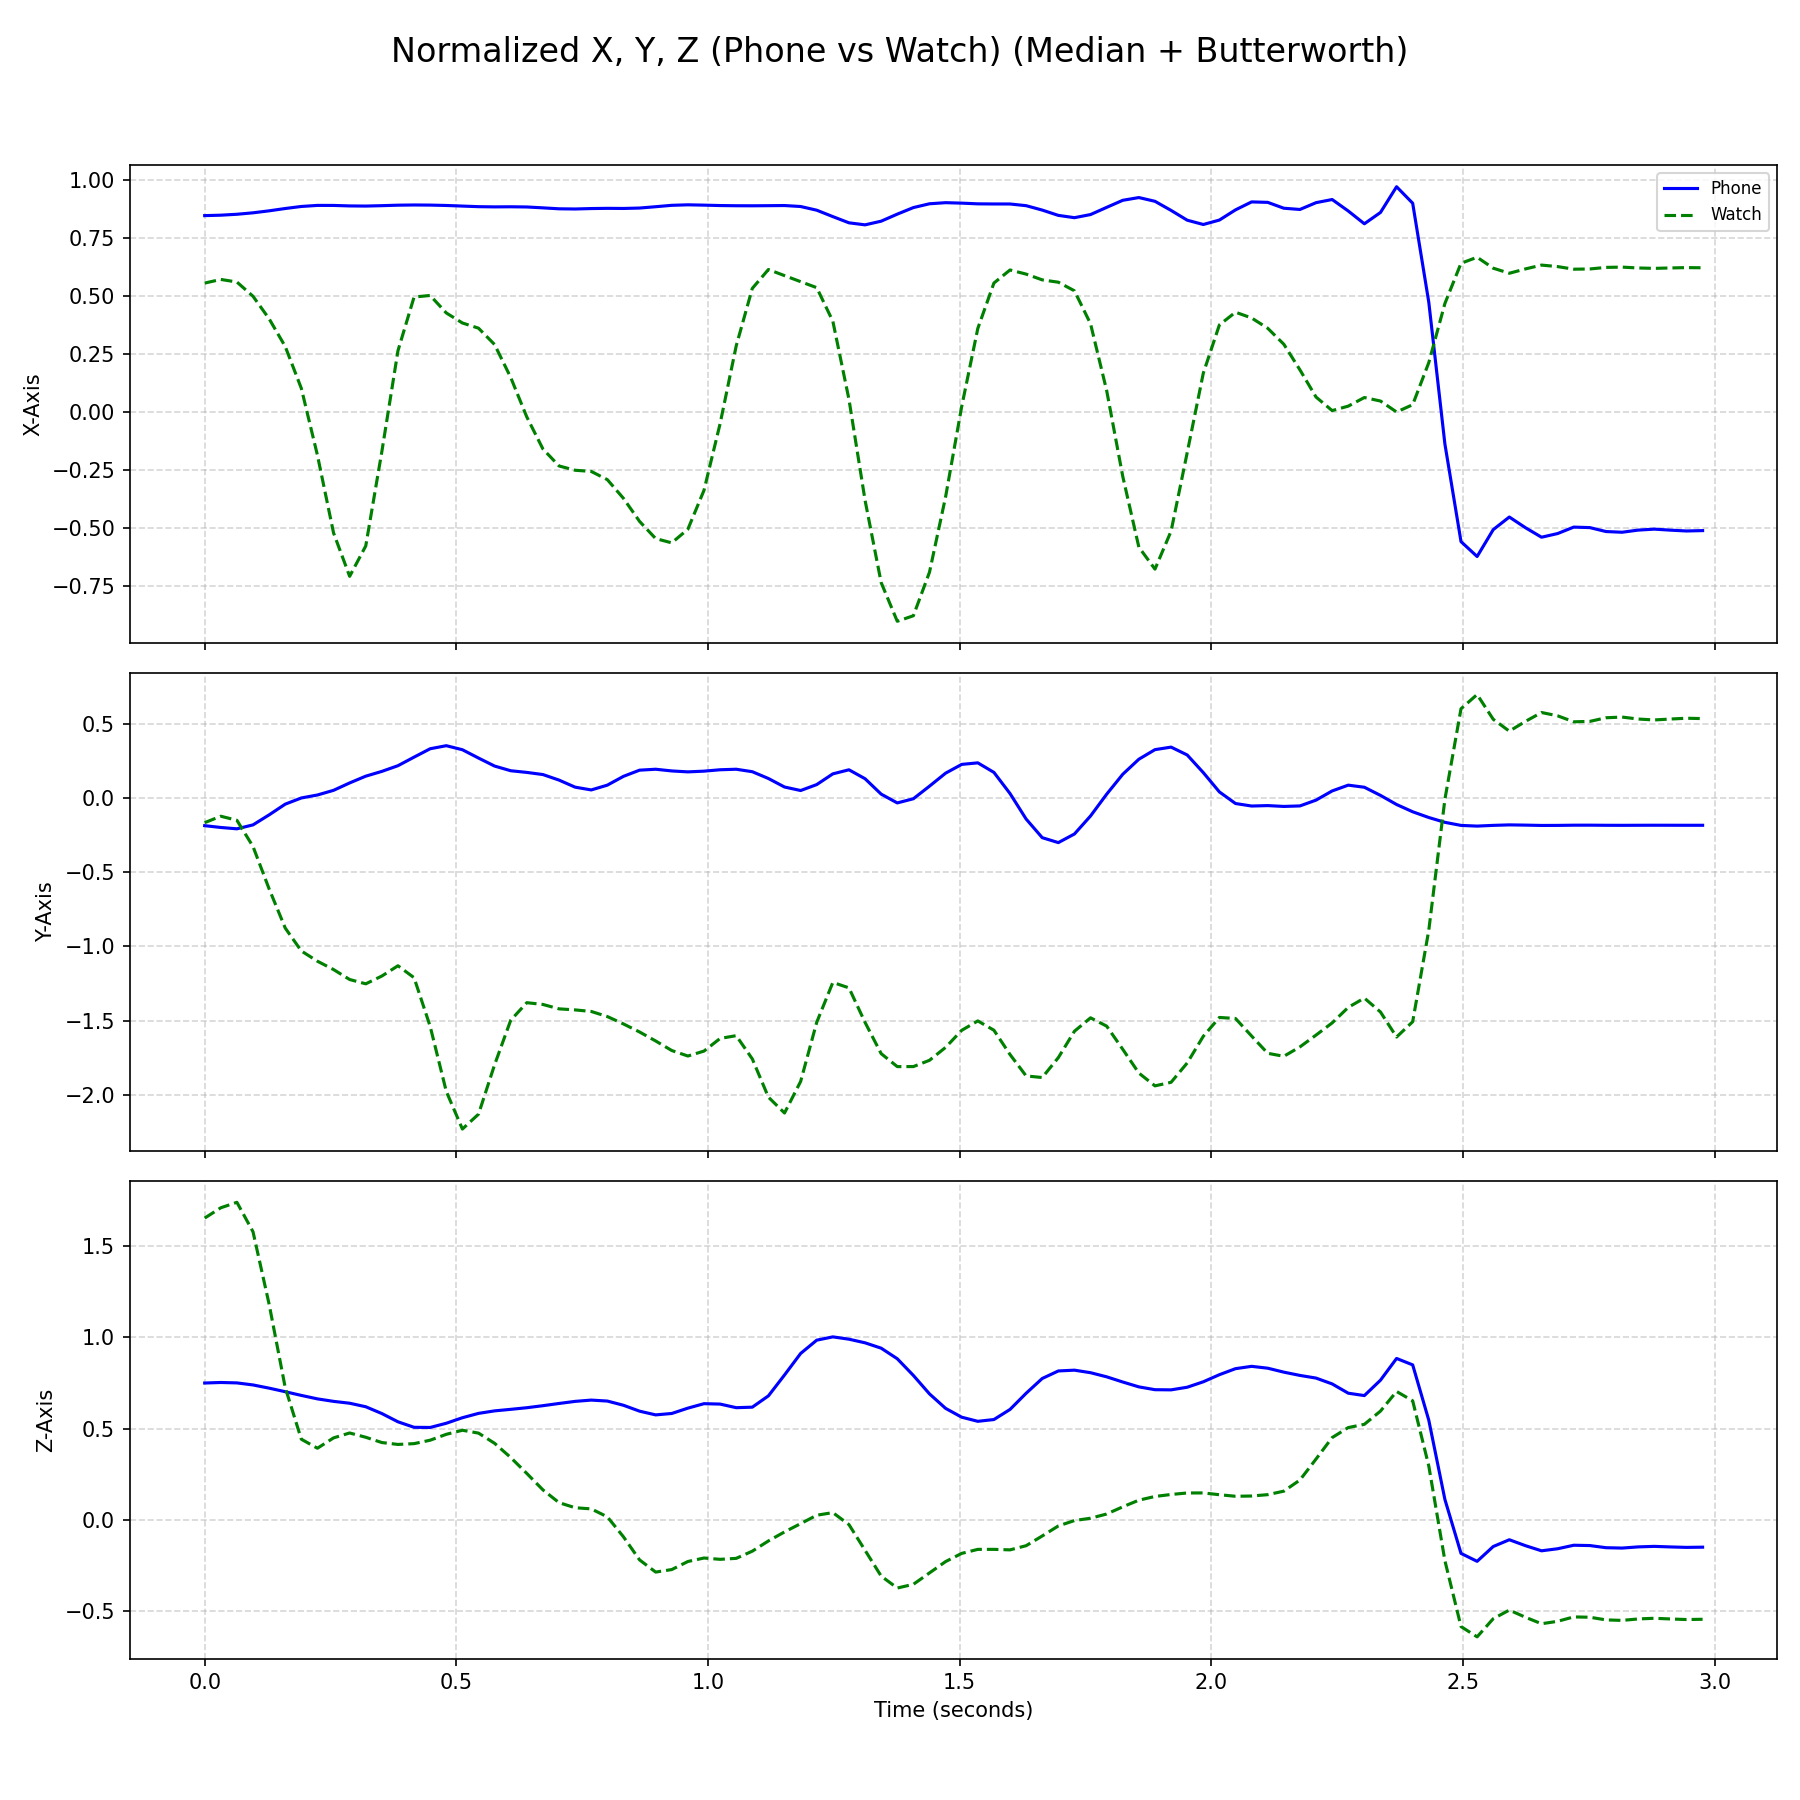 Normalized X, Y, Z (Phone vs Watch) (Median + Butterworth)
Phone
Watch
1.00
0.75
0.50
0.25
0.00
−0.25
−0.50
−0.75
X-Axis
0.5
0.0
−0.5
−1.0
−1.5
−2.0
Y-Axis
1.5
1.0
0.5
0.0
−0.5
Z-Axis
0.0 0.5 1.0 1.5 2.0 2.5 3.0
Time (seconds)